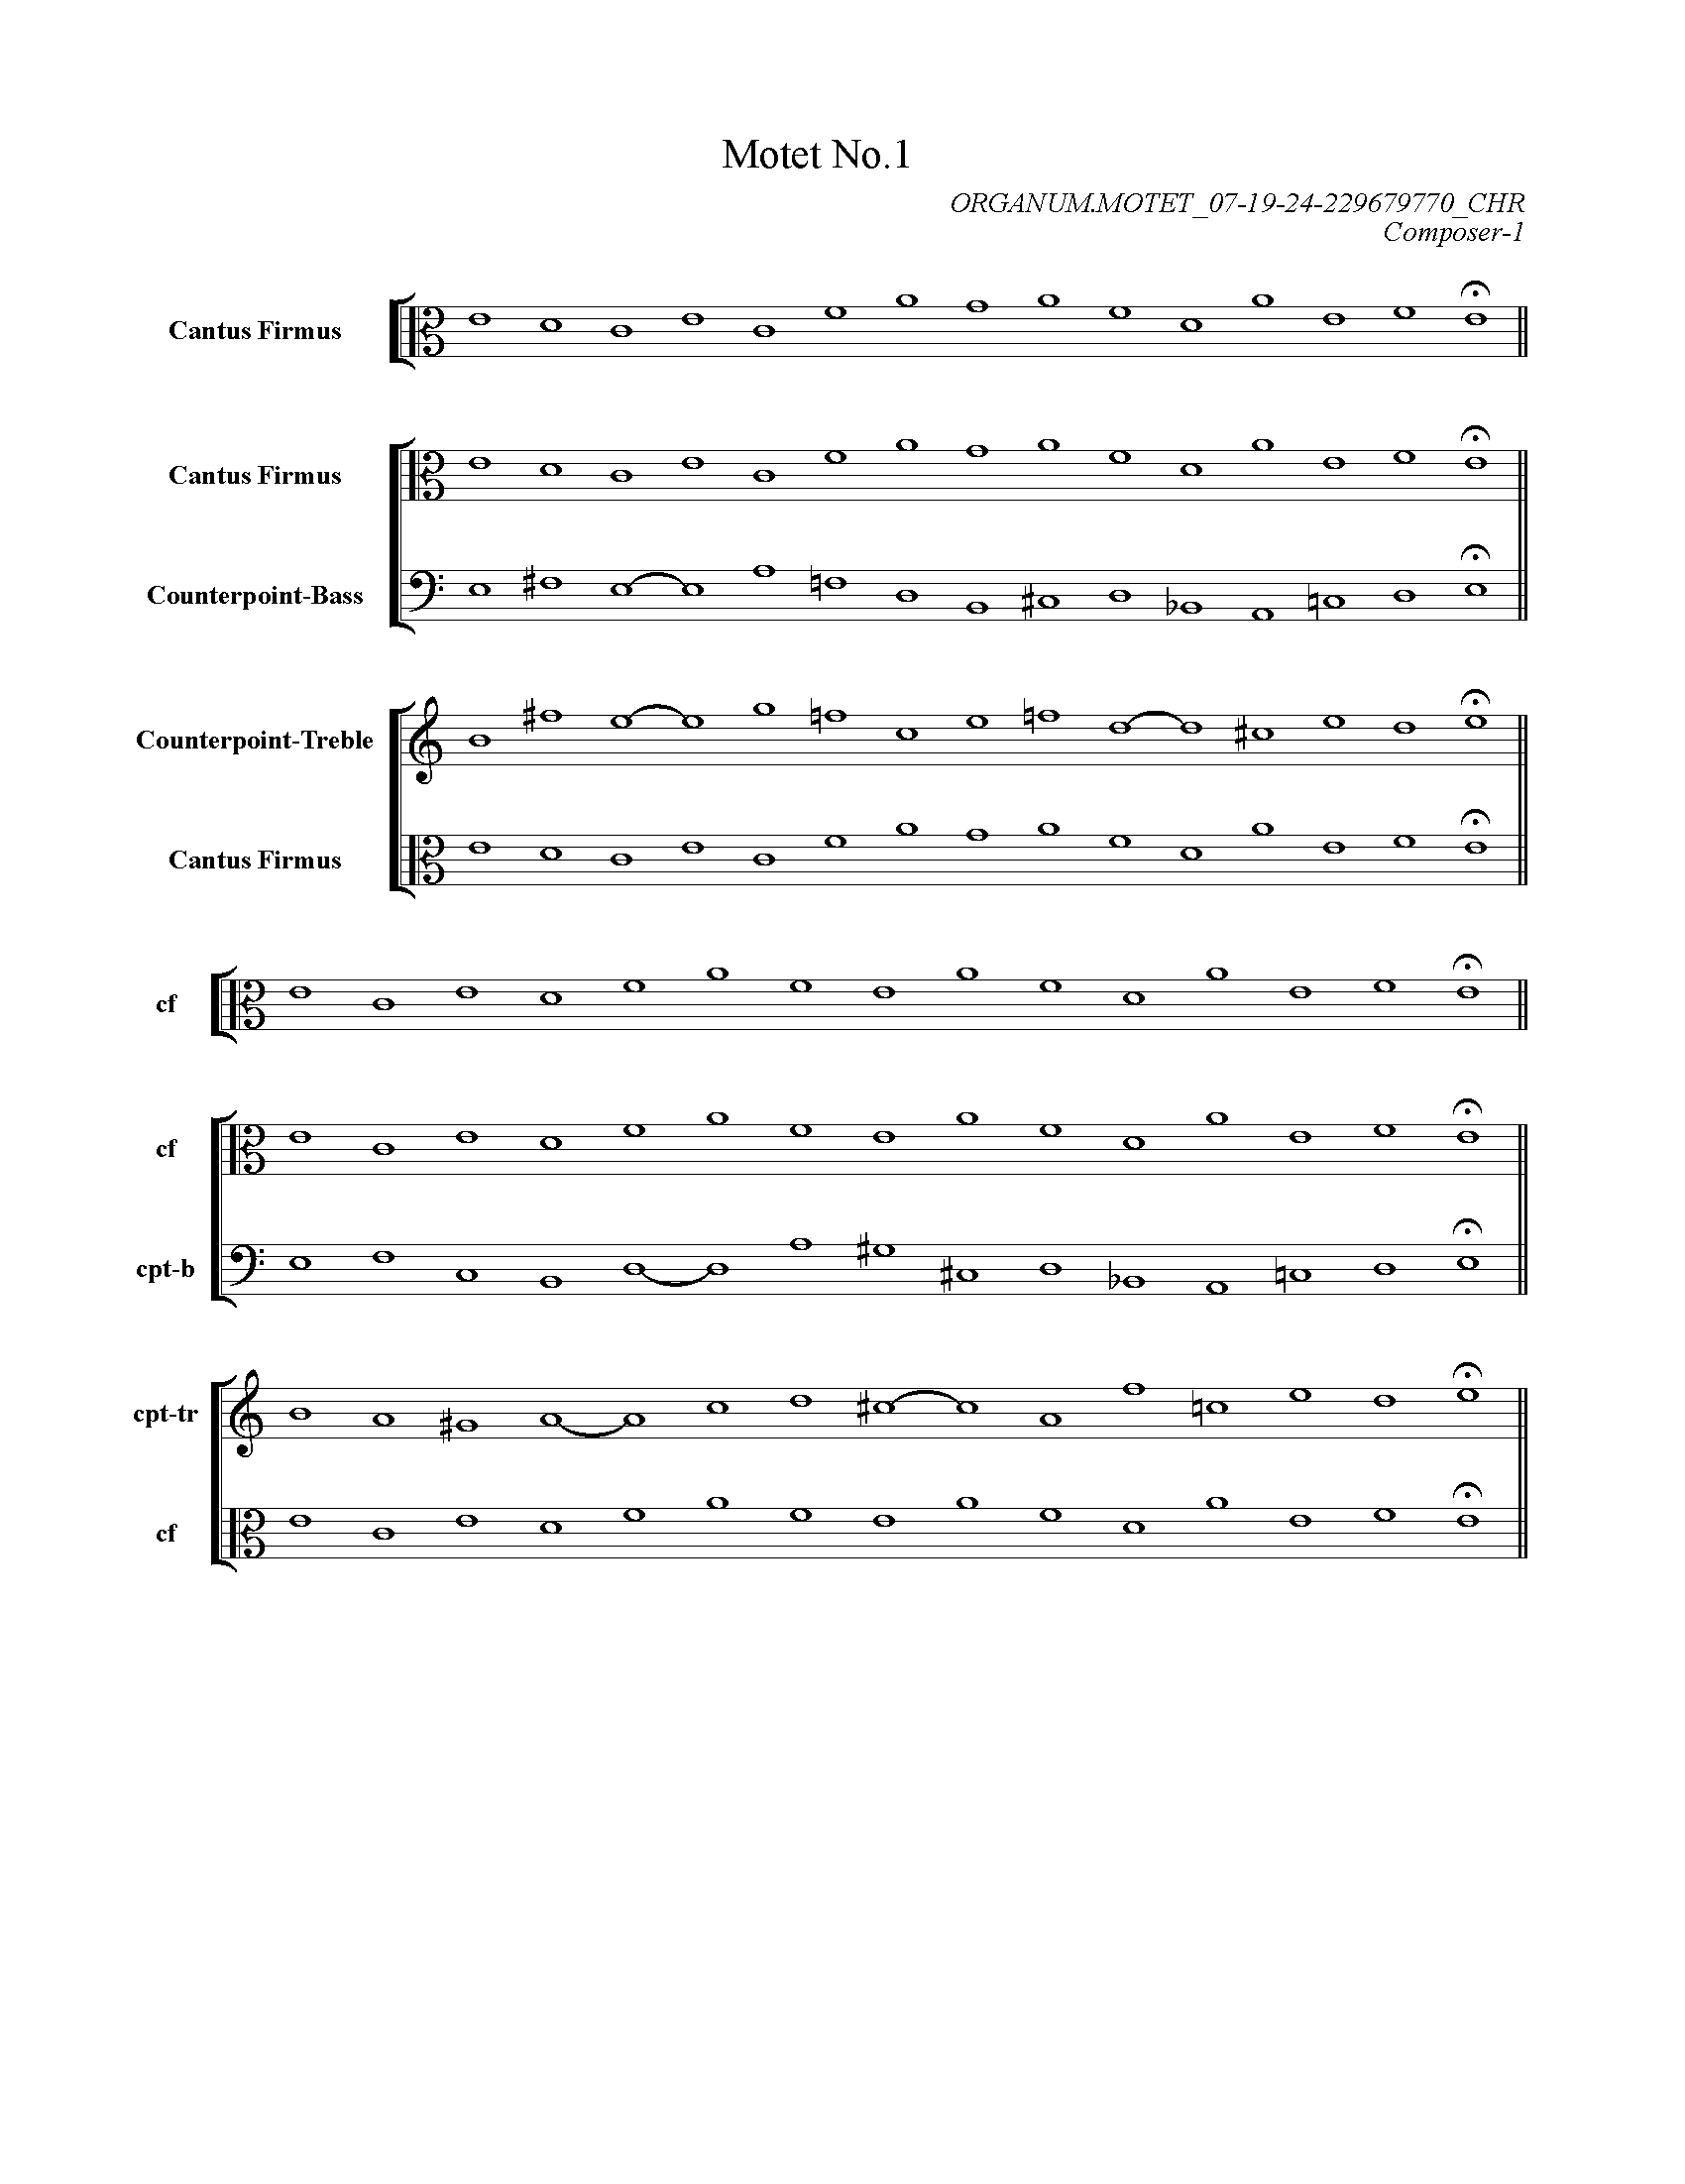 Motet No.1
ORGANUM.MOTET_07-19-24-229679770_CHR
Composer-1
Cantus Firmus
Cantus Firmus
Counterpoint-Bass
Counterpoint-Treble
Cantus Firmus
cf
cf
cpt-b
cpt-tr
cf